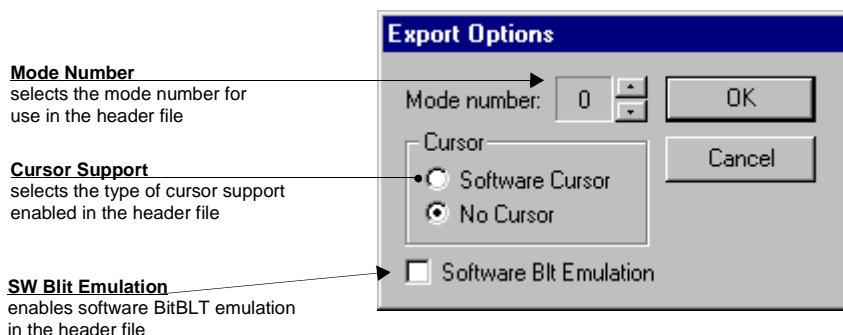 Export Options
Mode Number
selects the mode number for
use in the header file
Mode number: 0
OK
Cursor
Cancel
Cursor Support
selects the type of cursor support
enabled in the header file
Software Cursor
No Cursor
SW Blit Emulation
enables software BitBLT emulation
in the header file
Software Blt Emulation